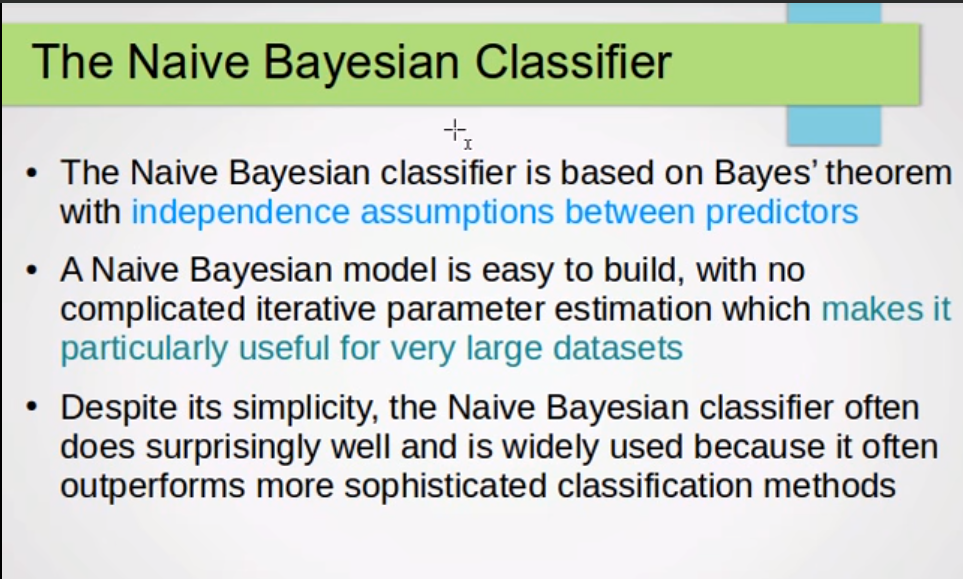 The Naive Bayesian Classifier
• The Naive Bayesian classifier is based on Bayes’ theorem
with independence assumptions between predictors
• A Naive Bayesian model is easy to build, with no
complicated iterative parameter estimation which makes it
particularly useful for very large datasets
• Despite its simplicity, the Naive Bayesian classifier often
does surprisingly well and is widely used because it often
outperforms more sophisticated classification methods